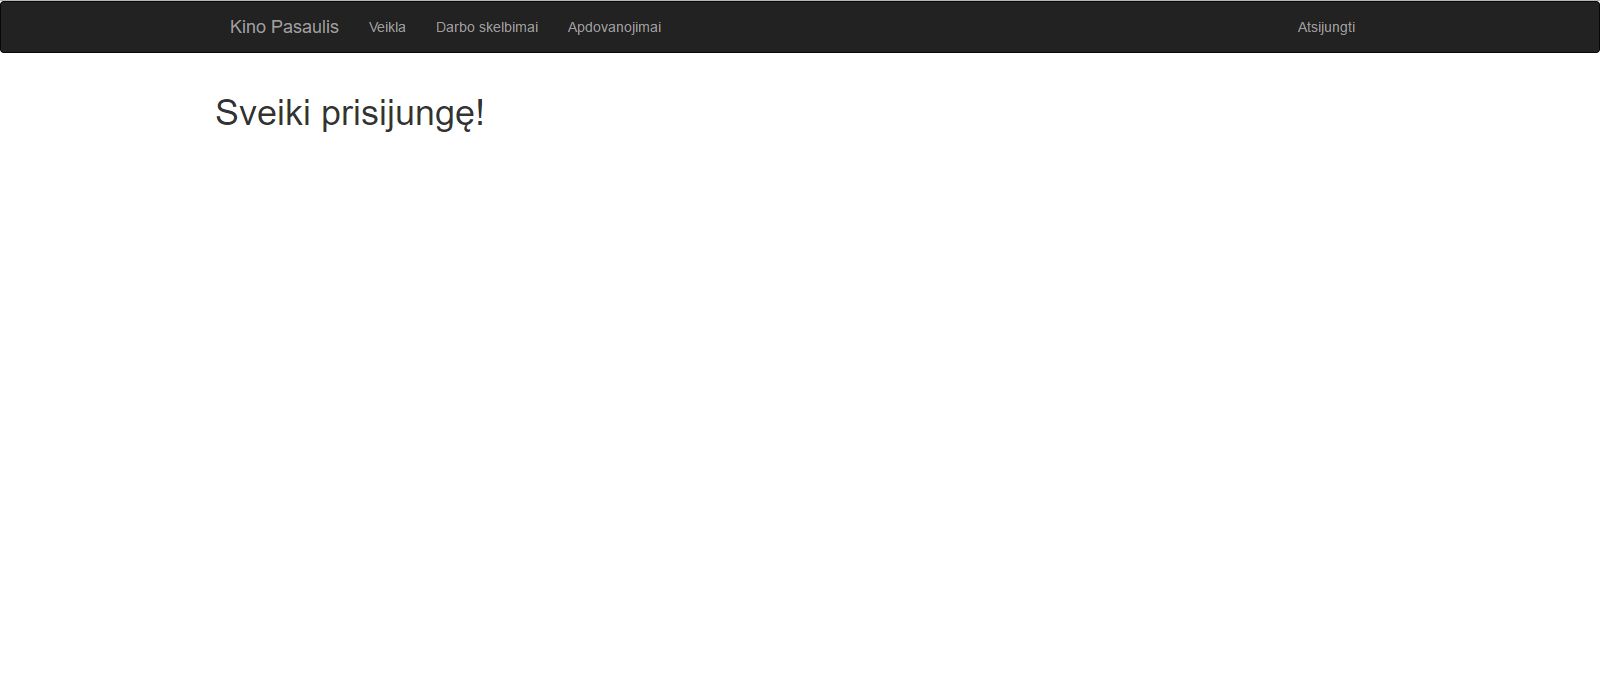 Kino Pasaulis Veikla Darbo skelbimai Apdovanojimai Atsijungti
Sveiki prisijungę!